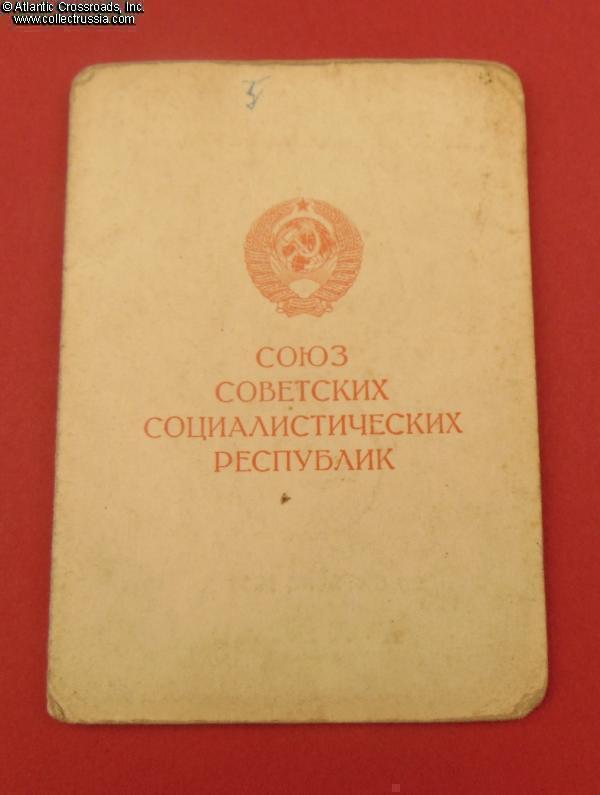 © Atlantic Crossroads, Inc.
www.collectrussia.com
СОЮЗ
СОВЕТСКИХ
СОЦИАЛИСТИЧЕСКИХ
РЕСПУБЛИК